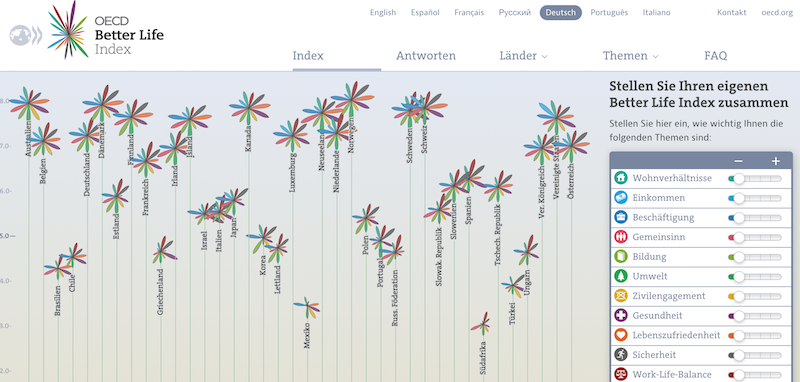 OECD
Better Life
Index
English Español Français Русский Deutsch Português Italiano Kontakt oecd.org
Index Antworten Länder Themen FAQ
Stellen Sie Ihren eigenen
Better Life Index zusammen
Stellen Sie hier ein, wie wichtig Ihnen die
folgenden Themen sind:
− +
Wohnverhältnisse
Einkommen
Beschäftigung
Gemeinsinn
Bildung
Umwelt
Zivilengagement
Gesundheit
Lebenszufriedenheit
Sicherheit
Work-Life-Balance
8.0
7.0
6.0
5.0
4.0
3.0
2.0
Australien
Belgien
Brasilien
Chile
Deutschland
Dänemark
Estland
Finnland
Frankreich
Griechenland
Irland
Island
Israel
Italien
Japan
Kanada
Korea
Lettland
Luxemburg
Mexiko
Neuseeland
Niederlande
Norwegen
Polen
Portugal
Russ. Föderation
Schweden
Schweiz
Slowak. Republik
Slowenien
Spanien
Südafrika
Tschech. Republik
Türkei
Ungarn
Ver. Königreich
Vereinigte Staaten
Österreich